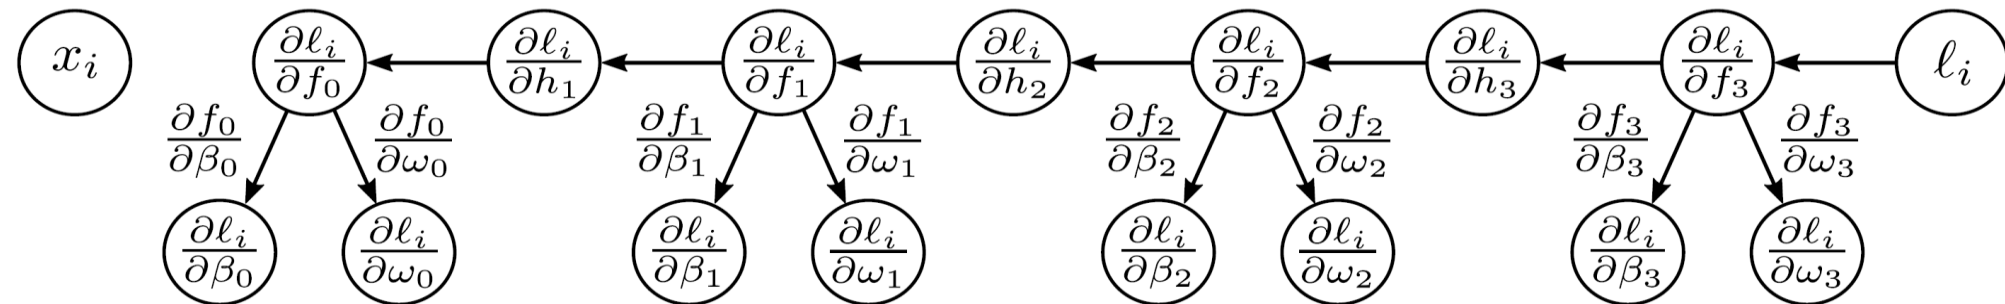 x_i ∂ℓ_i/∂f_0 ∂ℓ_i/∂h_1 ∂ℓ_i/∂f_1 ∂ℓ_i/∂h_2 ∂ℓ_i/∂f_2 ∂ℓ_i/∂h_3 ∂ℓ_i/∂f_3 ℓ_i
∂f_0/∂β_0 ∂f_0/∂ω_0 ∂f_1/∂β_1 ∂f_1/∂ω_1 ∂f_2/∂β_2 ∂f_2/∂ω_2 ∂f_3/∂β_3 ∂f_3/∂ω_3
∂ℓ_i/∂β_0 ∂ℓ_i/∂ω_0 ∂ℓ_i/∂β_1 ∂ℓ_i/∂ω_1 ∂ℓ_i/∂β_2 ∂ℓ_i/∂ω_2 ∂ℓ_i/∂β_3 ∂ℓ_i/∂ω_3